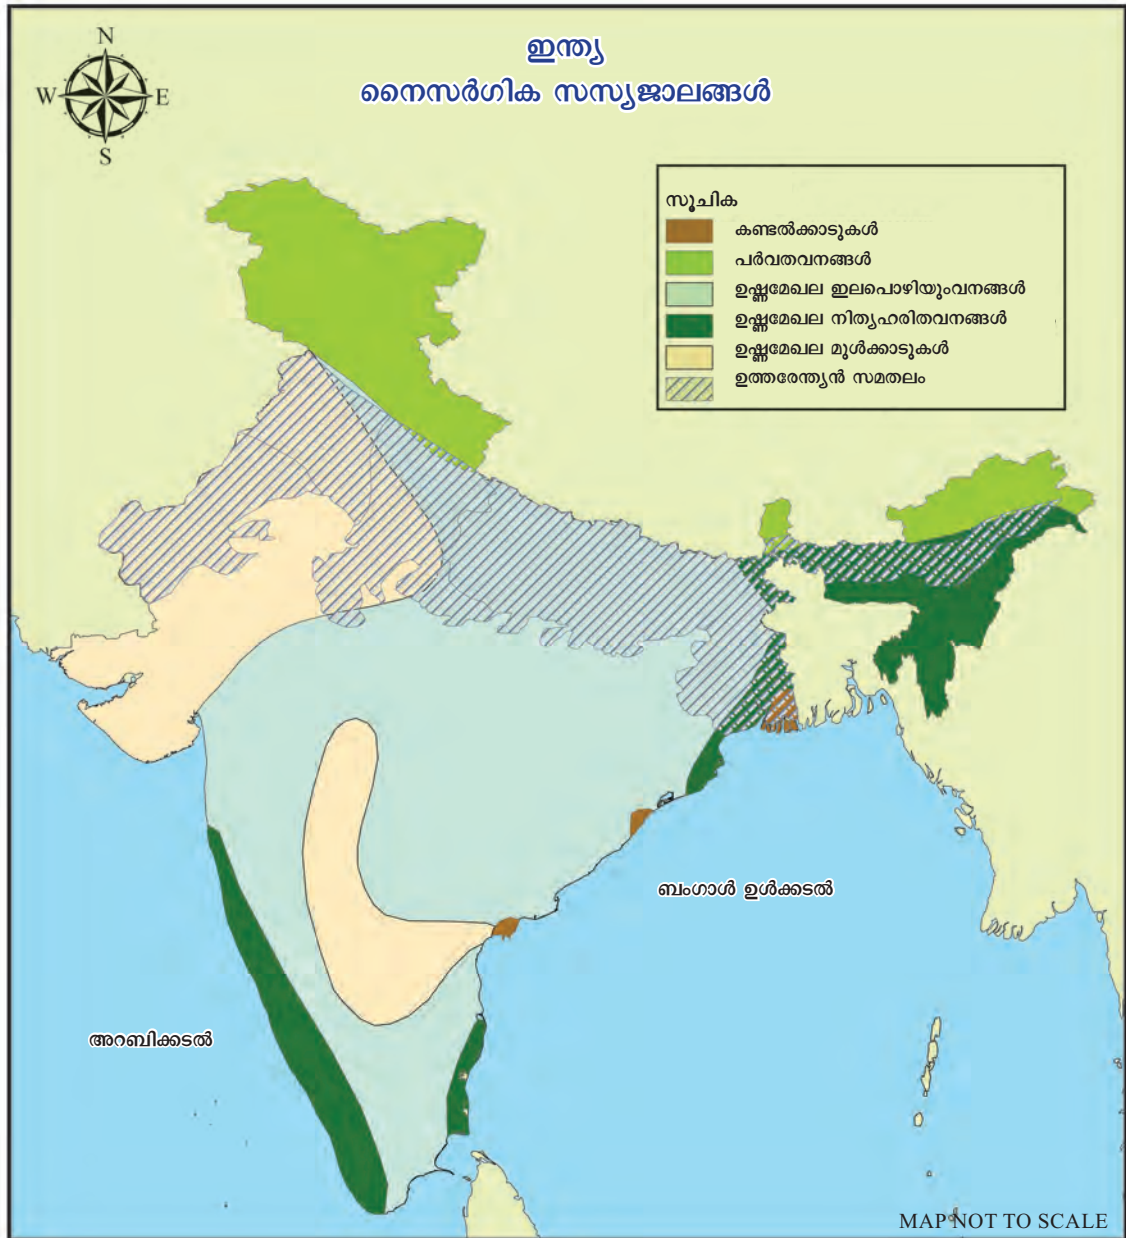 ഇന്ത്യ
നൈസർഗിക സസ്യജാലങ്ങൾ
N
W
E
S
സൂചിക
കണ്ടൽക്കാടുകൾ
പർവതവനങ്ങൾ
ഉഷ്ണമേഖല ഇലപൊഴിയുംവനങ്ങൾ
ഉഷ്ണമേഖല നിത്യഹരിതവനങ്ങൾ
ഉഷ്ണമേഖല മുൾക്കാടുകൾ
ഉത്തരേന്ത്യൻ സമതലം
ബംഗാൾ ഉൾക്കടൽ
അറബിക്കടൽ
MAP NOT TO SCALE